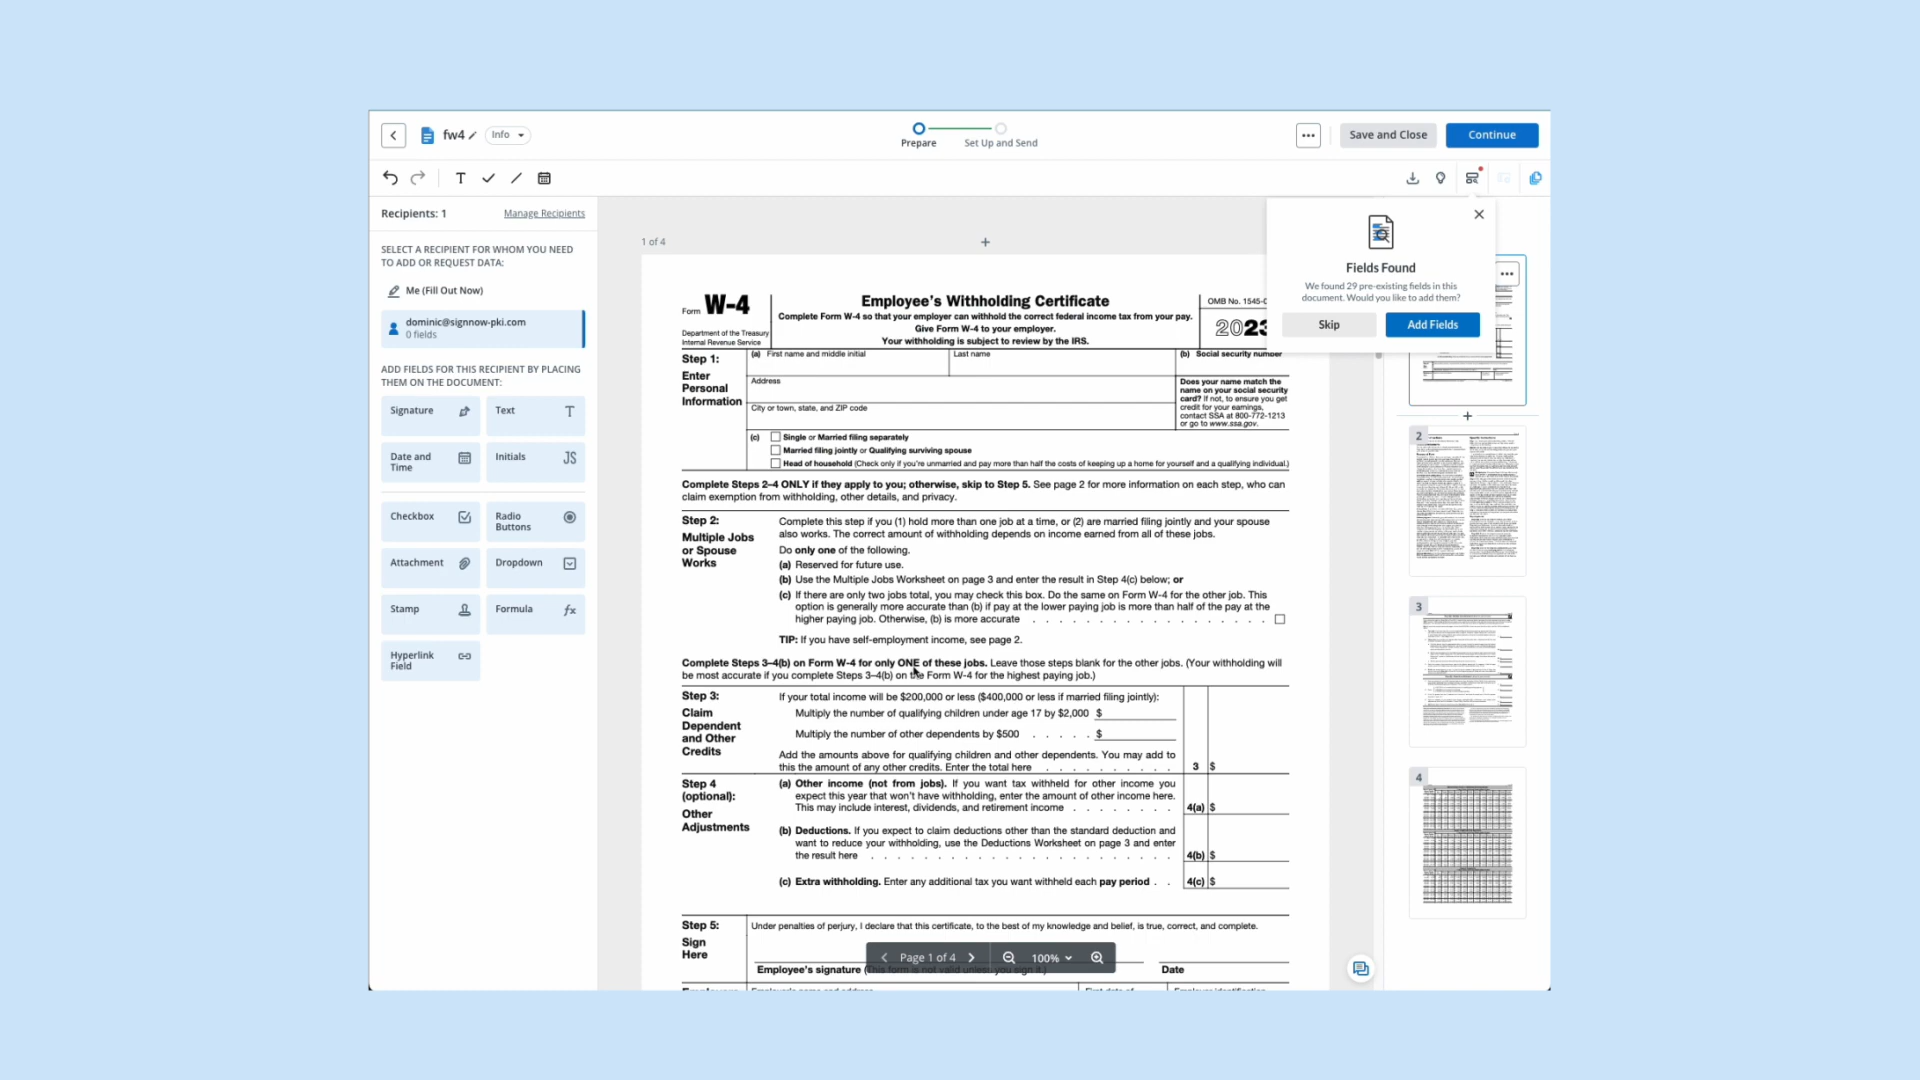 fw4
Info
Prepare
Set Up and Send
Save and Close
Continue
T
Recipients: 1
Manage Recipients
SELECT A RECIPIENT FOR WHOM YOU NEED
TO ADD OR REQUEST DATA:
Me (Fill Out Now)
dominic@signnow-pki.com
0 fields
ADD FIELDS FOR THIS RECIPIENT BY PLACING
THEM ON THE DOCUMENT:
Signature
Text T
Date and
Time
Initials JS
Checkbox
Radio
Buttons
Attachment
Dropdown
Stamp
Formula fx
Hyperlink
Field
1 of 4
Form W-4
Department of the Treasury
Internal Revenue Service
Employee's Withholding Certificate
Complete Form W-4 so that your employer can withhold the correct federal income tax from your pay.
Give Form W-4 to your employer.
Your withholding is subject to review by the IRS.
OMB No. 1545-0
2023
Step 1:
Enter
Personal
Information
(a) First name and middle initial
Last name
(b) Social security number
Address
City or town, state, and ZIP code
Does your name match the
name on your social security
card? If not, to ensure you get
credit for your earnings,
contact SSA at 800-772-1213
or go to www.ssa.gov.
(c) Single or Married filing separately
Married filing jointly or Qualifying surviving spouse
Head of household (Check only if you're unmarried and pay more than half the costs of keeping up a home for yourself and a qualifying individual.)
Complete Steps 2–4 ONLY if they apply to you; otherwise, skip to Step 5. See page 2 for more information on each step, who can
claim exemption from withholding, other details, and privacy.
Step 2:
Multiple Jobs
or Spouse
Works
Complete this step if you (1) hold more than one job at a time, or (2) are married filing jointly and your spouse
also works. The correct amount of withholding depends on income earned from all of these jobs.
Do only one of the following.
(a) Reserved for future use.
(b) Use the Multiple Jobs Worksheet on page 3 and enter the result in Step 4(c) below; or
(c) If there are only two jobs total, you may check this box. Do the same on Form W-4 for the other job. This
option is generally more accurate than (b) if pay at the lower paying job is more than half of the pay at the
higher paying job. Otherwise, (b) is more accurate . . . . . . . . . . . . . . . .
TIP: If you have self-employment income, see page 2.
Complete Steps 3–4(b) on Form W-4 for only ONE of these jobs. Leave those steps blank for the other jobs. (Your withholding will
be most accurate if you complete Steps 3–4(b) on the Form W-4 for the highest paying job.)
Step 3:
Claim
Dependent
and Other
Credits
If your total income will be $200,000 or less ($400,000 or less if married filing jointly):
Multiply the number of qualifying children under age 17 by $2,000 $
Multiply the number of other dependents by $500 . . . . . $
Add the amounts above for qualifying children and other dependents. You may add to
this the amount of any other credits. Enter the total here . . . . . . . . . . 3 $
Step 4
(optional):
Other
Adjustments
(a) Other income (not from jobs). If you want tax withheld for other income you
expect this year that won't have withholding, enter the amount of other income here.
This may include interest, dividends, and retirement income . . . . . . . 4(a) $
(b) Deductions. If you expect to claim deductions other than the standard deduction and
want to reduce your withholding, use the Deductions Worksheet on page 3 and enter
the result here . . . . . . . . . . . . . . . . . . . 4(b) $
(c) Extra withholding. Enter any additional tax you want withheld each pay period . . 4(c) $
Step 5:
Sign
Here
Under penalties of perjury, I declare that this certificate, to the best of my knowledge and belief, is true, correct, and complete.
Page 1 of 4
100%
Employee's signature (This form is not valid unless you sign it.)
Date
Fields Found
We found 29 pre-existing fields in this
document. Would you like to add them?
Skip
Add Fields
2
3
4